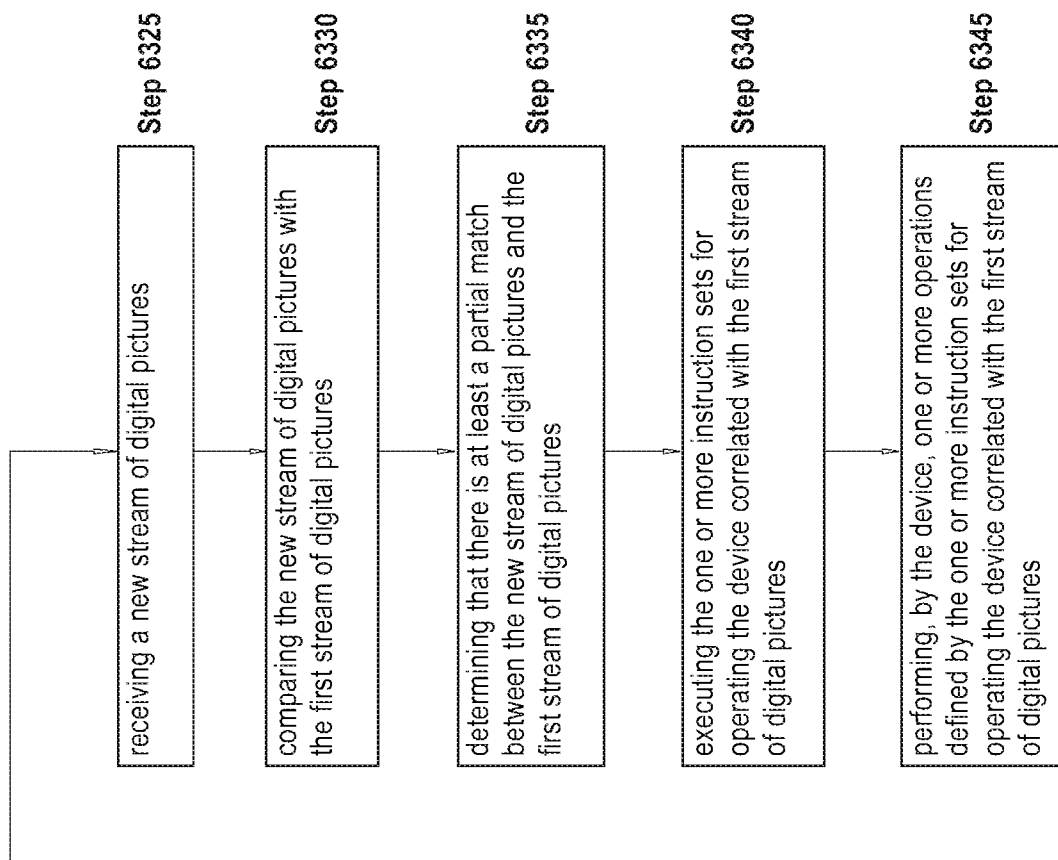 receiving a new stream of digital pictures
Step 6325
comparing the new stream of digital pictures with
the first stream of digital pictures
Step 6330
determining that there is at least a partial match
between the new stream of digital pictures and the
first stream of digital pictures
Step 6335
executing the one or more instruction sets for
operating the device correlated with the first stream
of digital pictures
Step 6340
performing, by the device, one or more operations
defined by the one or more instruction sets for
operating the device correlated with the first stream
of digital pictures
Step 6345